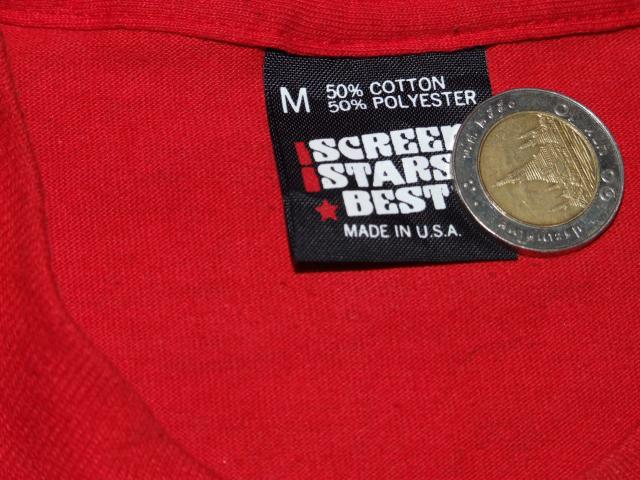 M
50% COTTON
50% POLYESTER
SCREEN
STARS
BEST
MADE IN U.S.A.